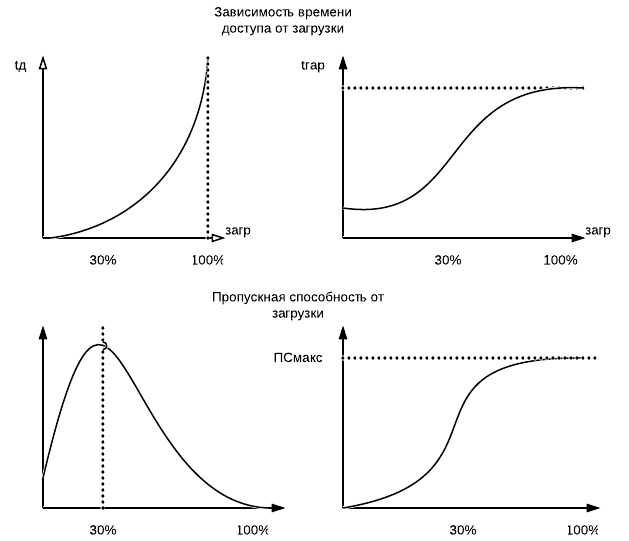 Зависимость времени
доступа от загрузки
tд
tгар
загр
загр
30%
100%
30%
100%
Пропускная способность от
загрузки
ПСмакс
30%
100%
30%
100%